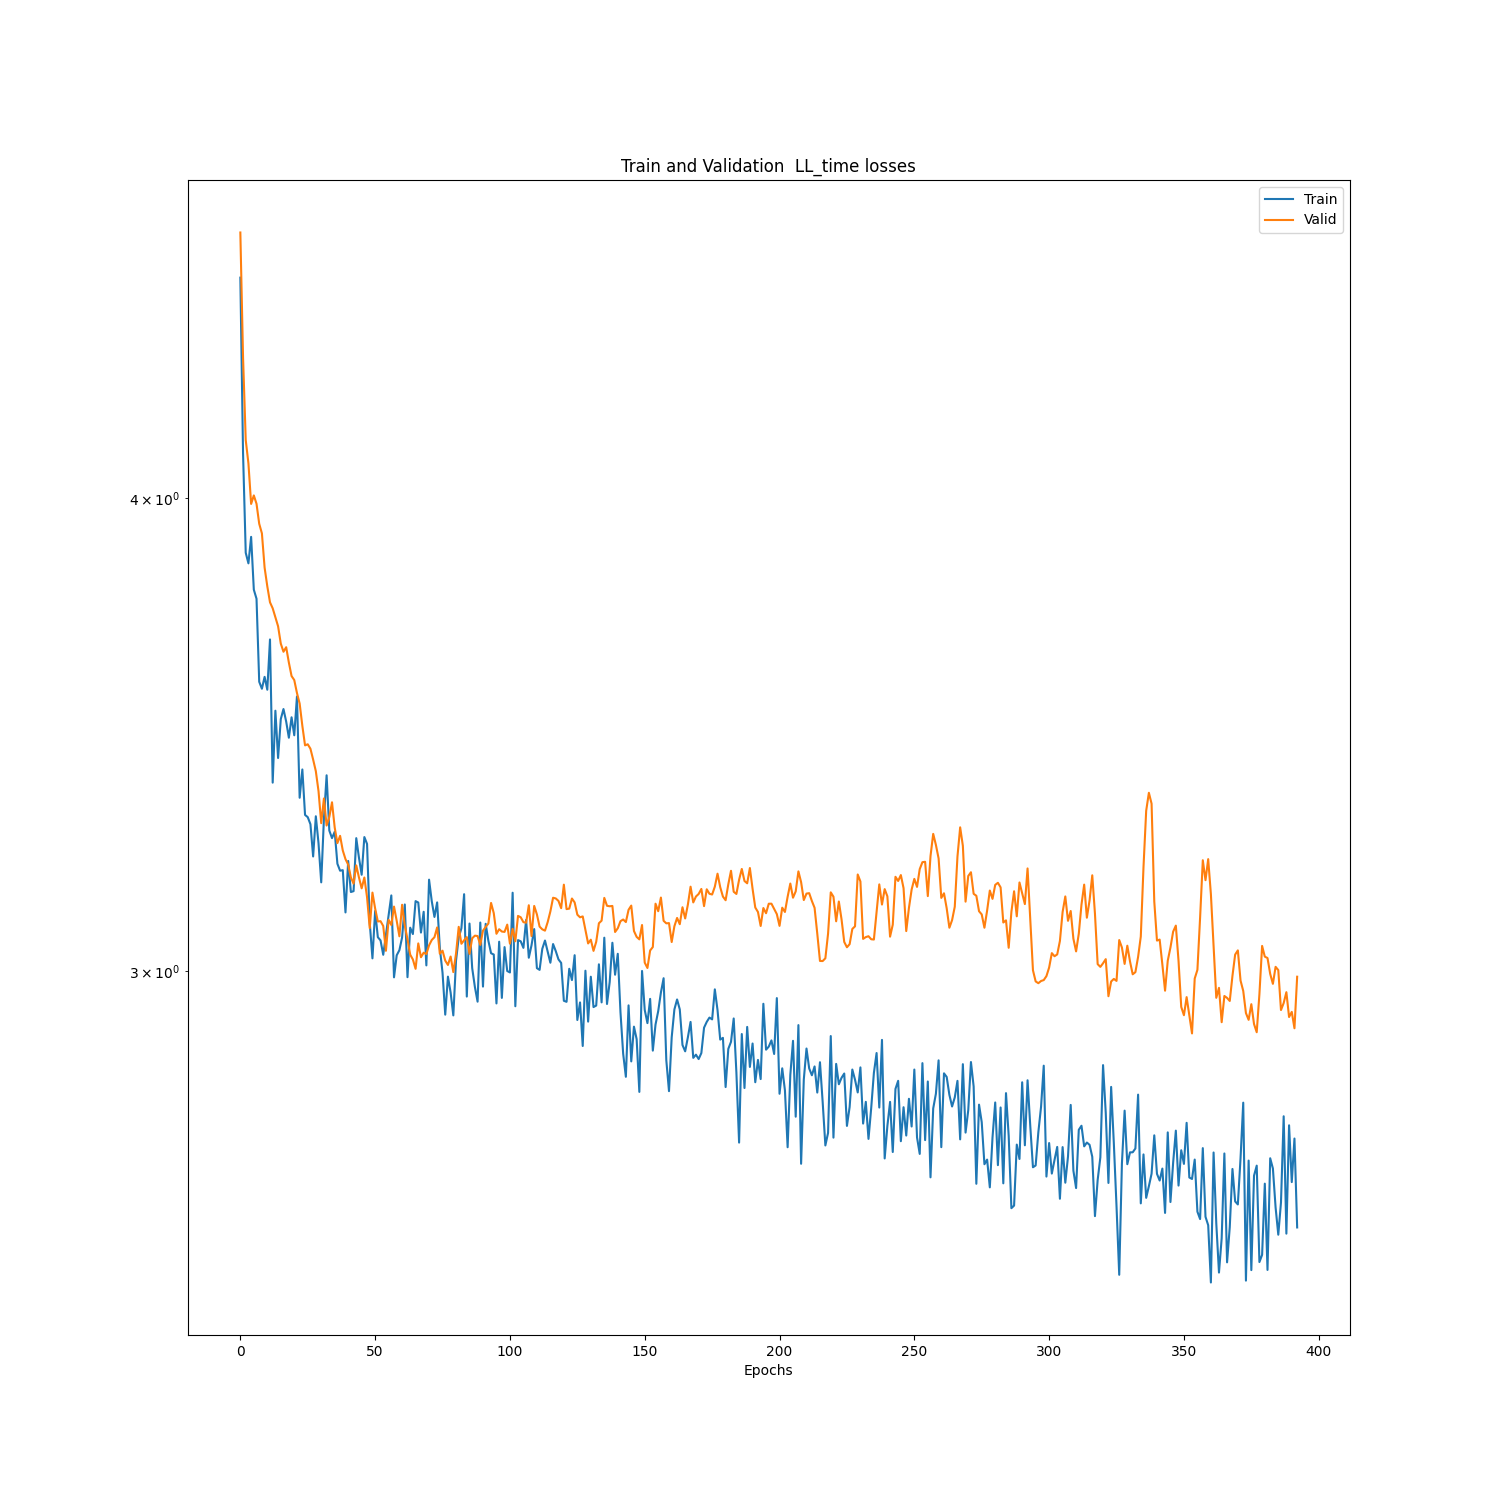 Train and Validation  LL_time losses
Train
Valid
4 × 10⁰
3 × 10⁰
0 50 100 150 200 250 300 350 400
Epochs